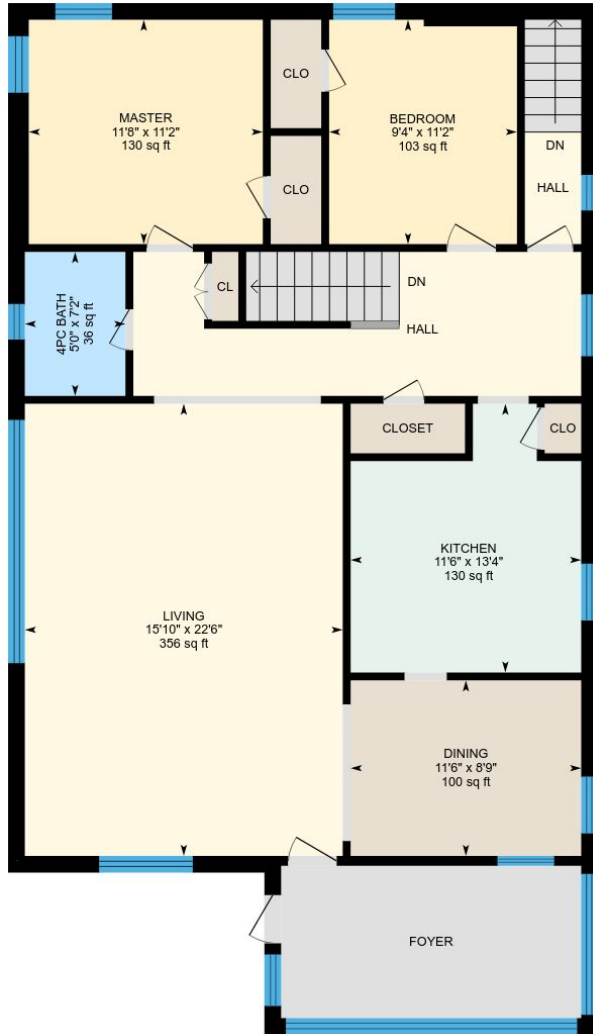 MASTER
11'8" x 11'2"
130 sq ft
CLO
CLO
BEDROOM
9'4" x 11'2"
103 sq ft
DN
HALL
4PC BATH
5'0" x 7'2"
36 sq ft
CL
DN
HALL
CLOSET
CLO
KITCHEN
11'6" x 13'4"
130 sq ft
LIVING
15'10" x 22'6"
356 sq ft
DINING
11'6" x 8'9"
100 sq ft
FOYER